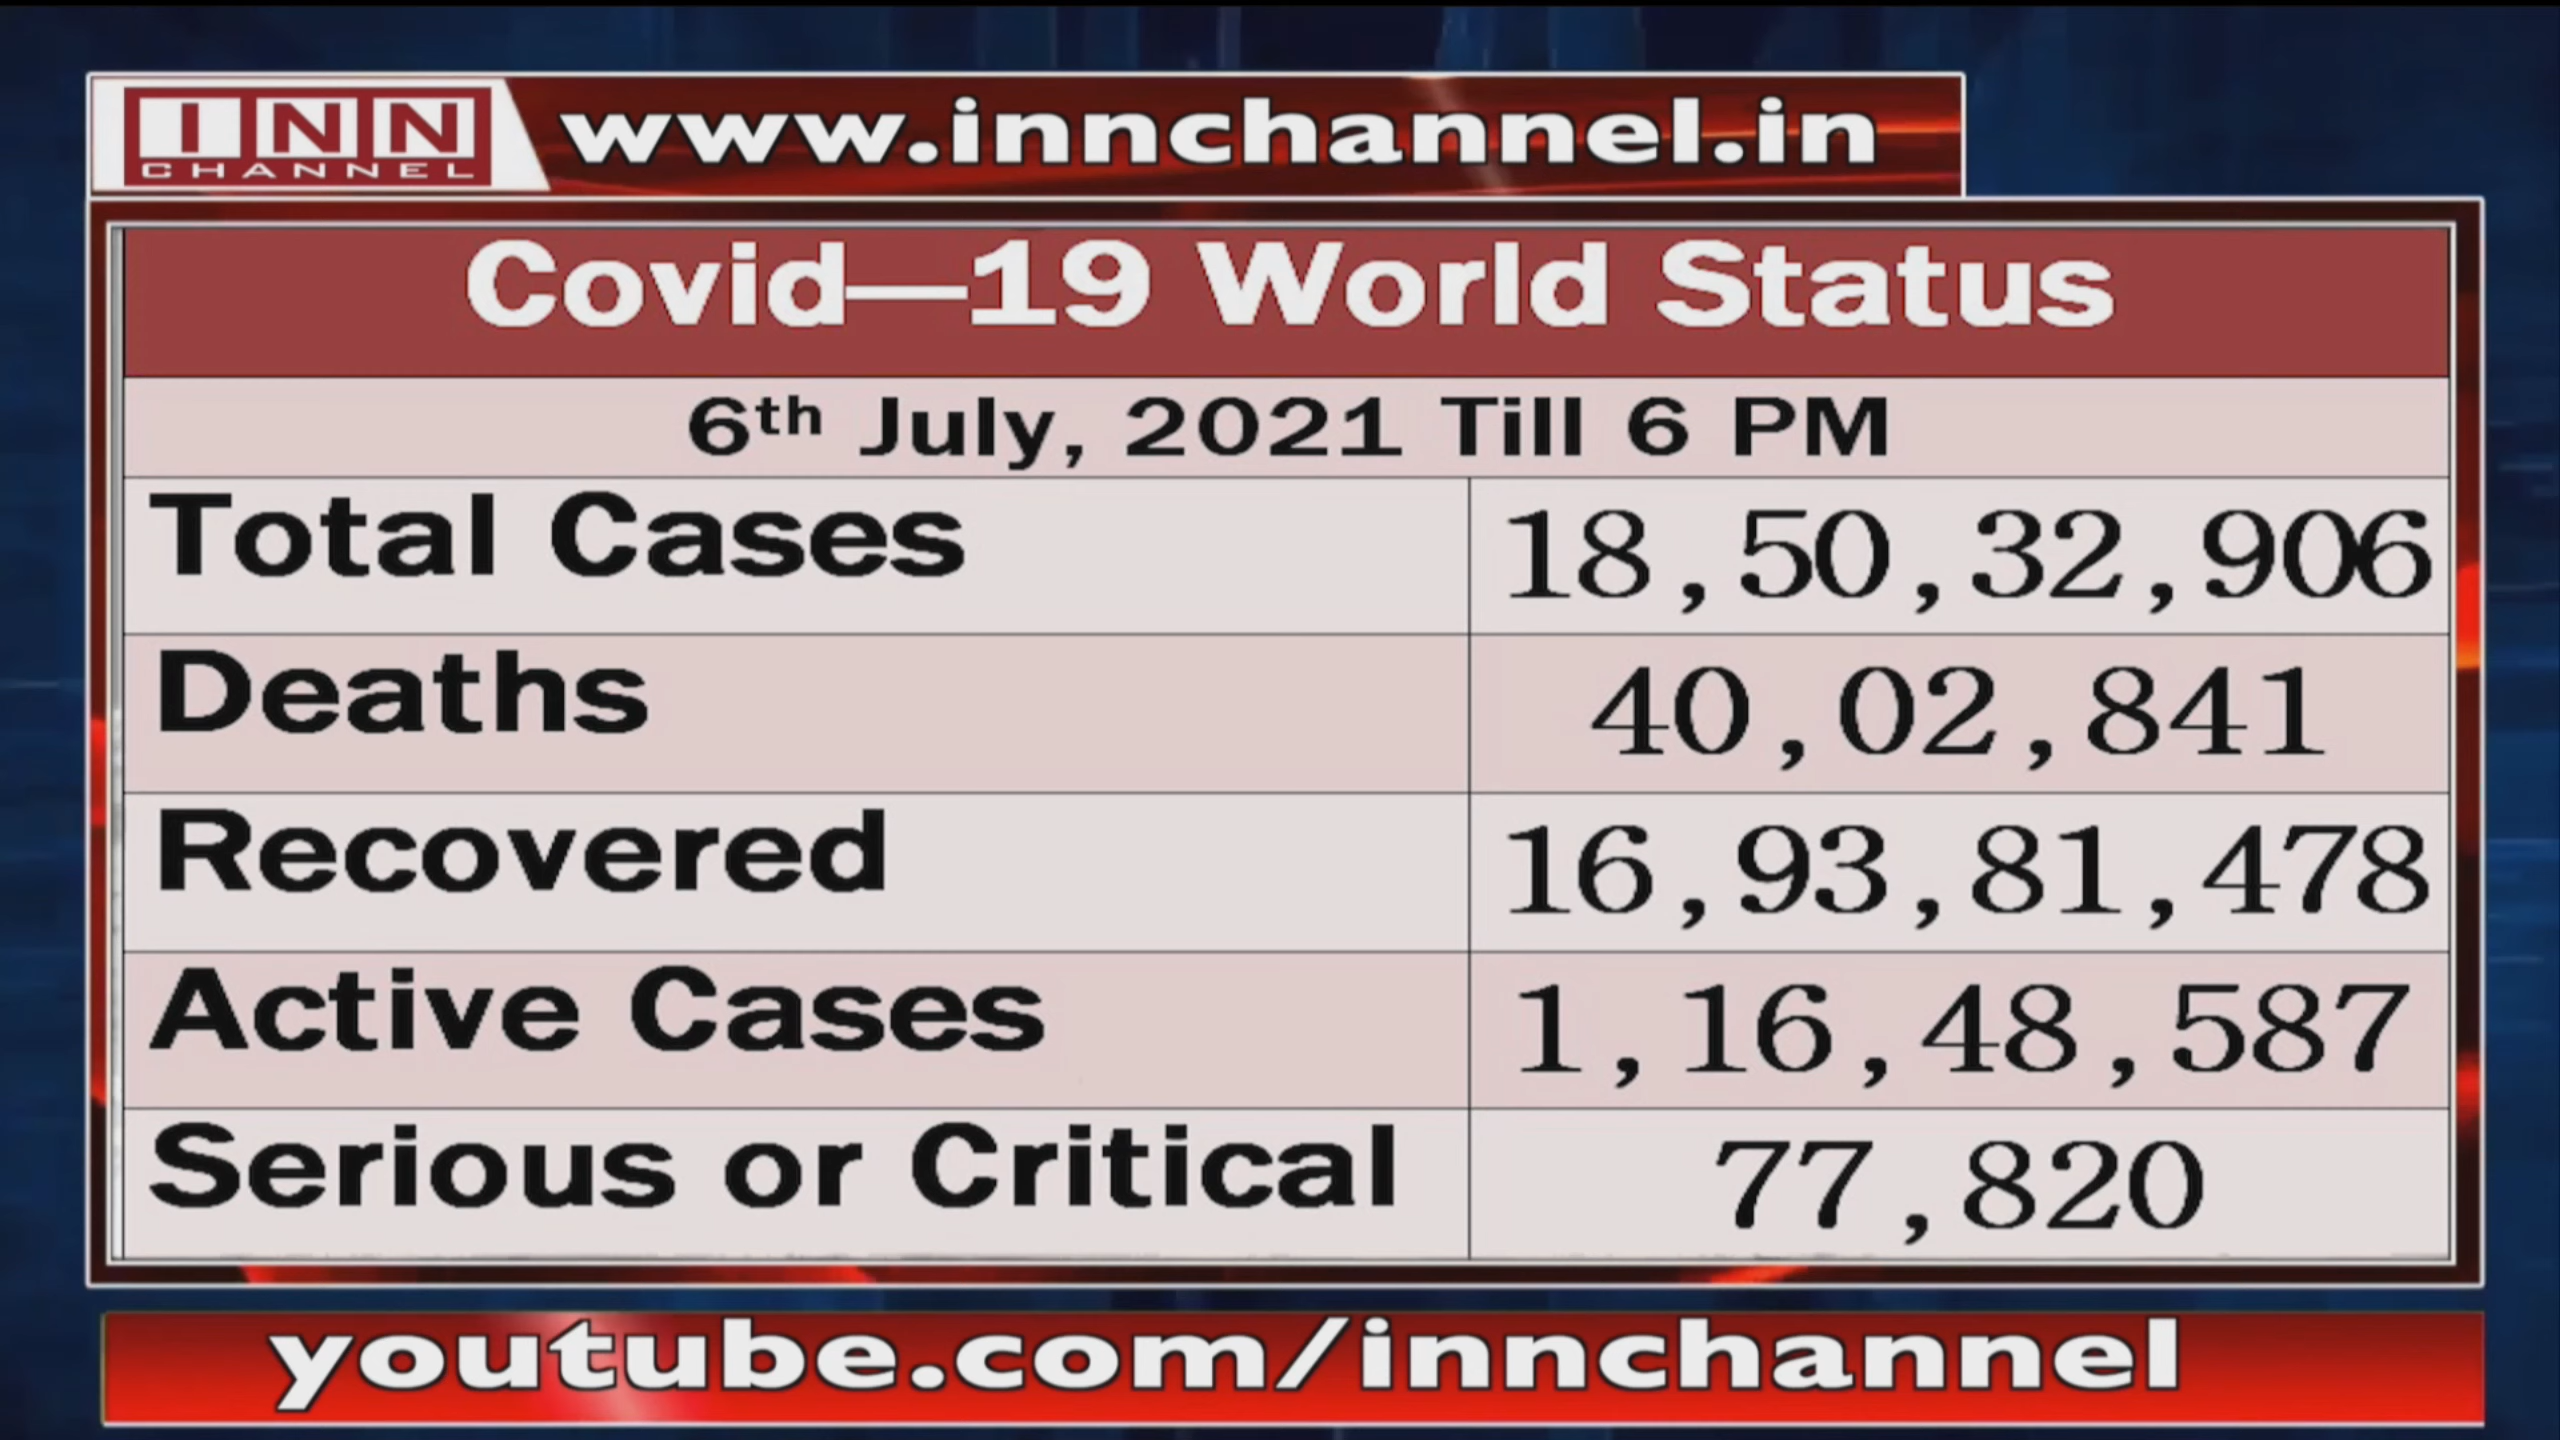 INN
CHANNEL
www.innchannel.in
Covid—19 World Status
6th July, 2021 Till 6 PM
Total Cases 18,50,32,906
Deaths 40,02,841
Recovered 16,93,81,478
Active Cases 1,16,48,587
Serious or Critical 77,820
youtube.com/innchannel